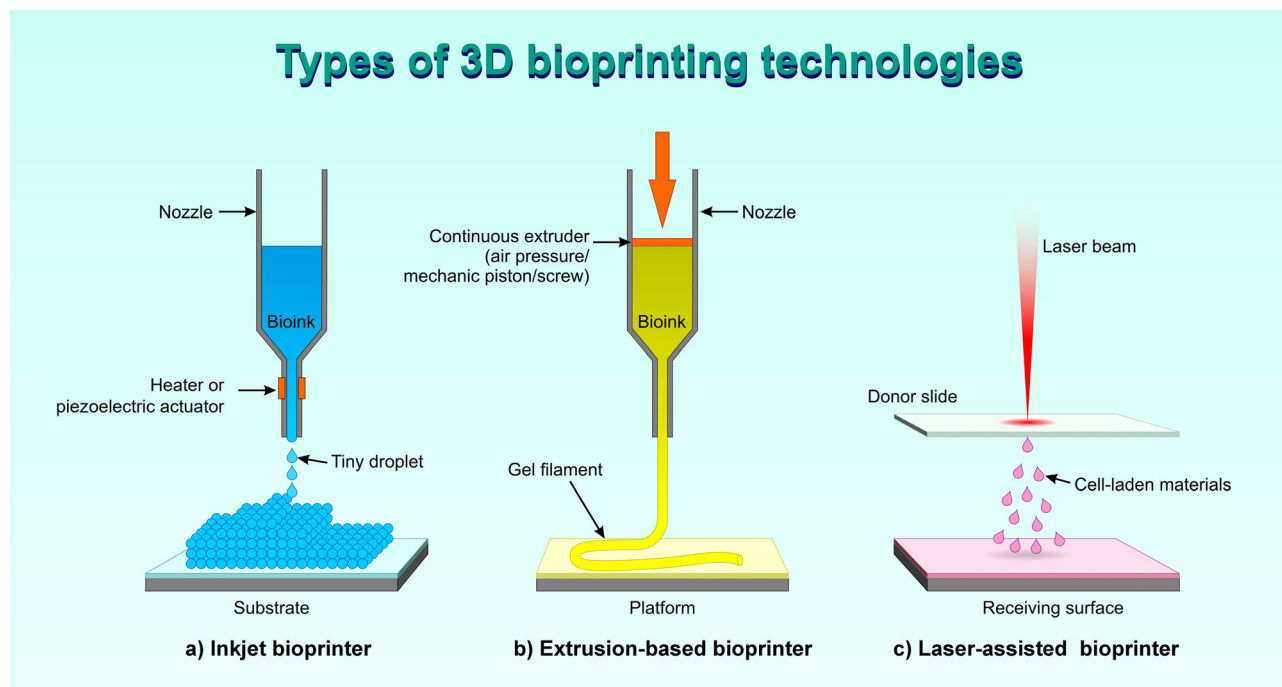 Types of 3D bioprinting technologies
Nozzle
Bioink
Heater or
piezoelectric actuator
Tiny droplet
Substrate
a) Inkjet bioprinter
Nozzle
Continuous extruder
(air pressure/
mechanic piston/screw)
Bioink
Gel filament
Platform
b) Extrusion-based bioprinter
Laser beam
Donor slide
Cell-laden materials
Receiving surface
c) Laser-assisted bioprinter